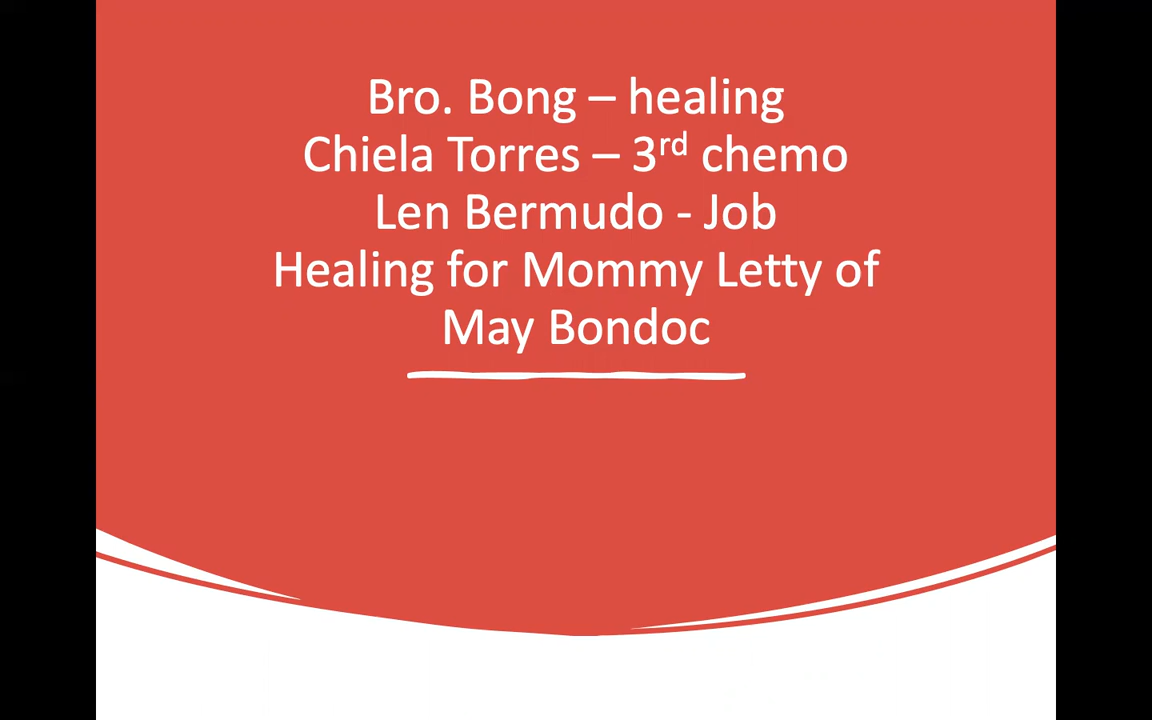 Bro. Bong – healing
Chiela Torres – 3rd chemo
Len Bermudo - Job
Healing for Mommy Letty of
May Bondoc